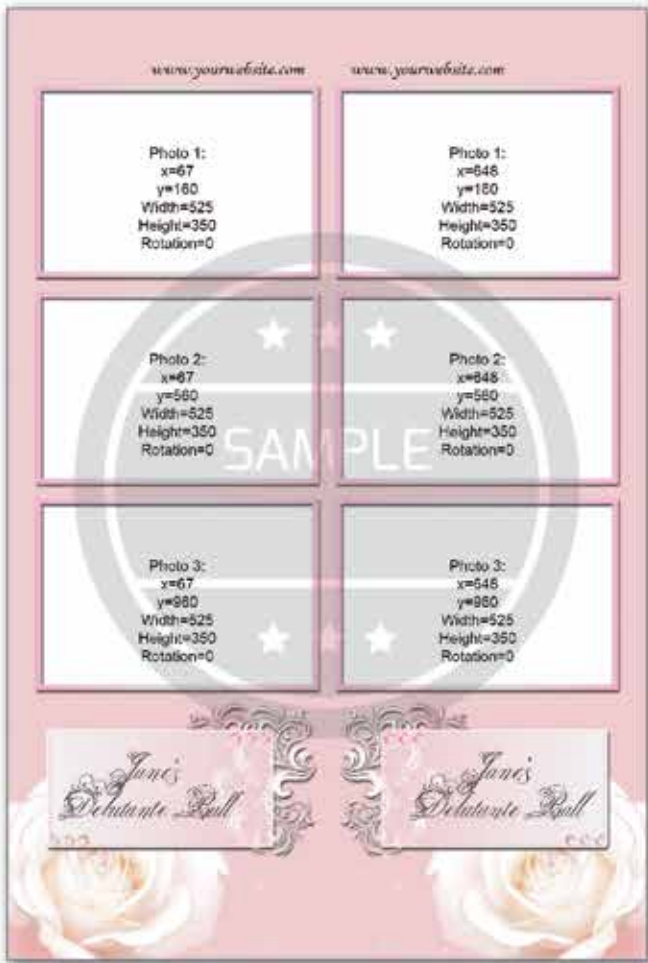 www.yourwebsite.com
www.yourwebsite.com
Photo 1:
x=67
y=160
Width=525
Height=350
Rotation=0
Photo 1:
x=648
y=160
Width=525
Height=350
Rotation=0
Photo 2:
x=67
y=560
Width=525
Height=350
Rotation=0
Photo 2:
x=648
y=560
Width=525
Height=350
Rotation=0
SAMPLE
Photo 3:
x=67
y=960
Width=525
Height=350
Rotation=0
Photo 3:
x=648
y=960
Width=525
Height=350
Rotation=0
Jane's
Debutante Ball
Jane's
Debutante Ball